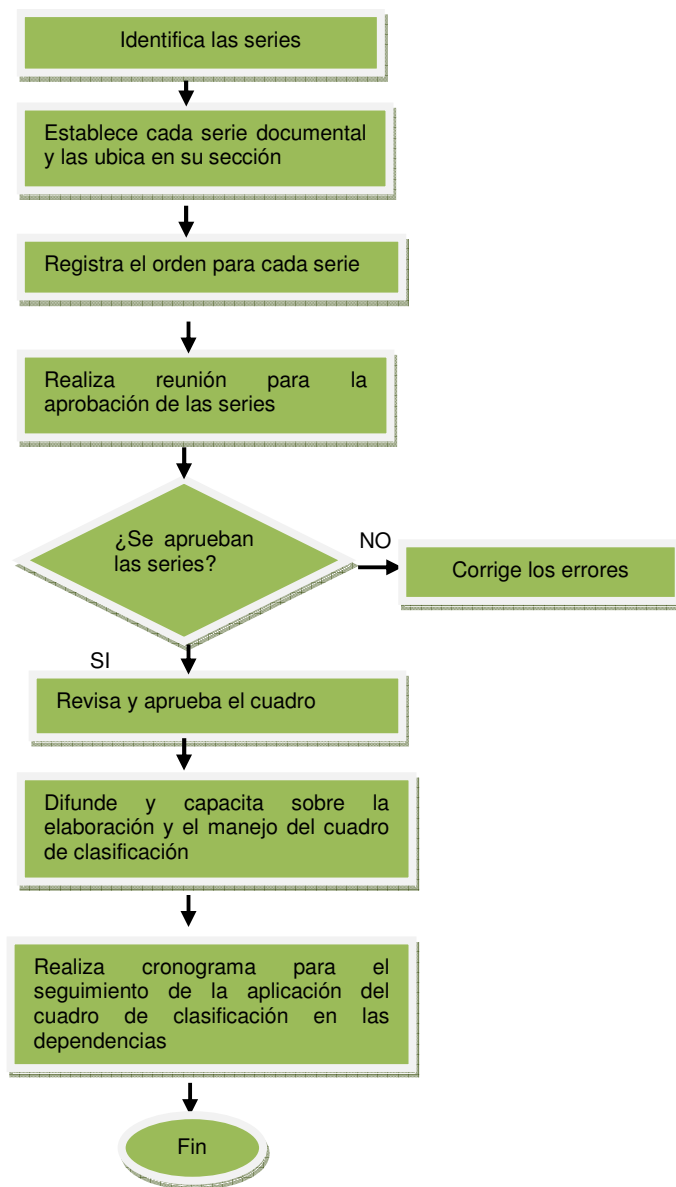 Identifica las series
Establece cada serie documental
y las ubica en su sección
Registra el orden para cada serie
Realiza reunión para la
aprobación de las series
¿Se aprueban
las series?
NO
Corrige los errores
SI
Revisa y aprueba el cuadro
Difunde y capacita sobre la
elaboración y el manejo del cuadro
de clasificación
Realiza cronograma para el
seguimiento de la aplicación del
cuadro de clasificación en las
dependencias
Fin